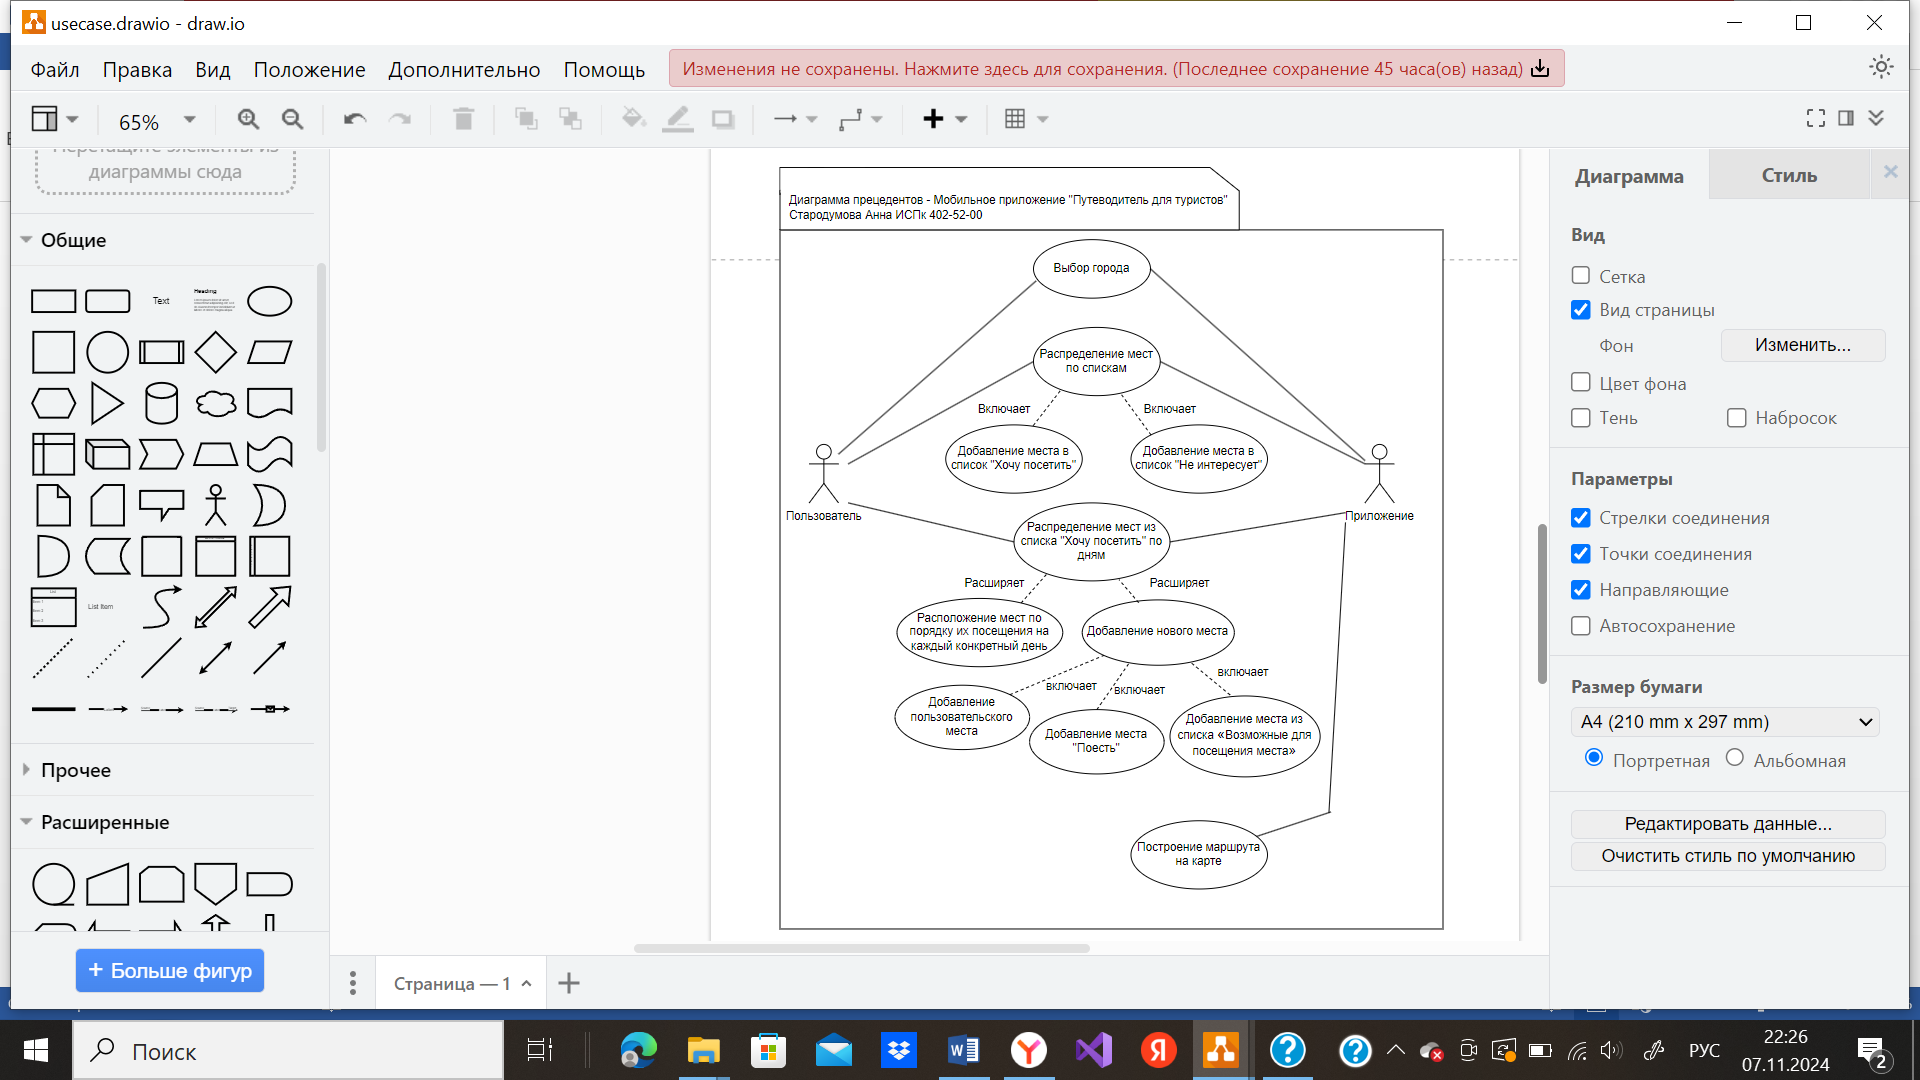 usecase.drawio - draw.io
Файл Правка Вид Положение Дополнительно Помощь
Изменения не сохранены. Нажмите здесь для сохранения. (Последнее сохранение 45 часа(ов) назад)
65%
Перетащите элементы из
диаграммы сюда
Общие
Text
Heading
List Item
Прочее
Расширенные
+ Больше фигур
Диаграмма прецедентов - Мобильное приложение "Путеводитель для туристов"
Стародумова Анна ИСПк 402-52-00
Выбор города
Распределение мест
по спискам
Включает
Включает
Добавление места в
список "Хочу посетить"
Добавление места в
список "Не интересует"
Пользователь
Приложение
Распределение мест из
списка "Хочу посетить" по
дням
Расширяет
Расширяет
Расположение мест по
порядку их посещения на
каждый конкретный день
Добавление нового места
включает
включает
включает
Добавление
пользовательского
места
Добавление места
"Поесть"
Добавление места из
списка «Возможные для
посещения места»
Построение маршрута
на карте
Страница — 1
Диаграмма
Стиль
Вид
Сетка
Вид страницы
Фон
Изменить...
Цвет фона
Тень
Набросок
Параметры
Стрелки соединения
Точки соединения
Направляющие
Автосохранение
Размер бумаги
A4 (210 mm x 297 mm)
Портретная
Альбомная
Редактировать данные...
Очистить стиль по умолчанию
Поиск
РУС
22:26
07.11.2024
2